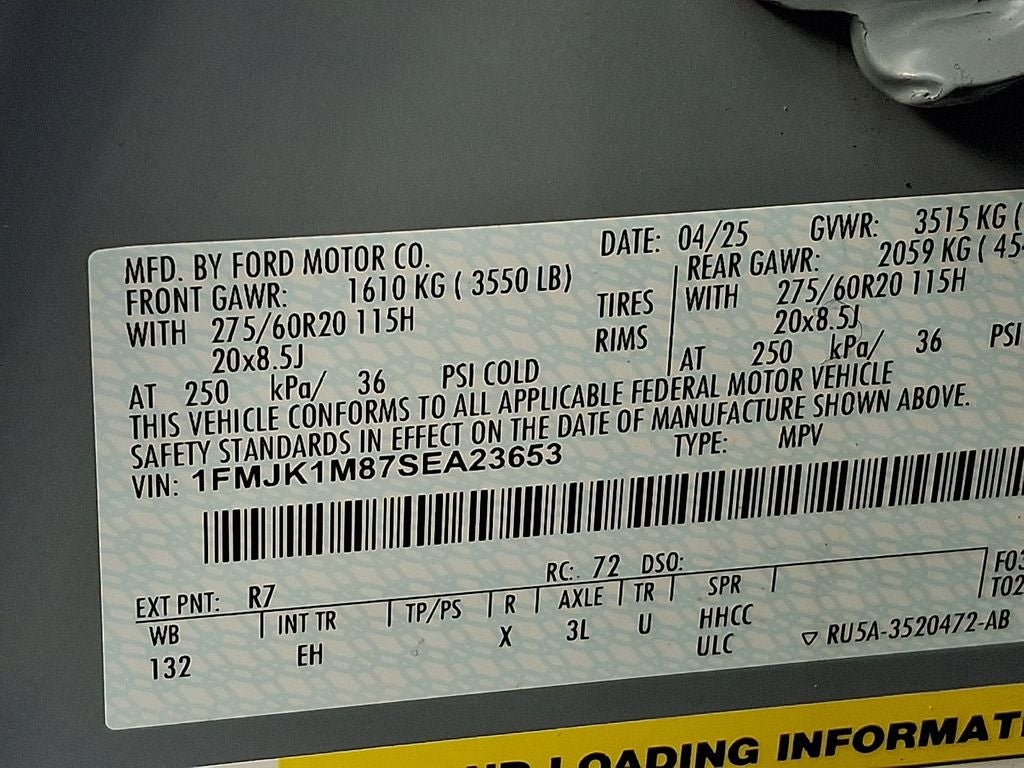 MFD. BY FORD MOTOR CO. DATE: 04/25 GVWR: 3515 KG (
FRONT GAWR: 1610 KG ( 3550 LB) REAR GAWR: 2059 KG ( 45
WITH 275/60R20 115H TIRES WITH 275/60R20 115H
20x8.5J RIMS 20x8.5J
AT 250 kPa/ 36 PSI COLD AT 250 kPa/ 36 PSI
THIS VEHICLE CONFORMS TO ALL APPLICABLE FEDERAL MOTOR VEHICLE
SAFETY STANDARDS IN EFFECT ON THE DATE OF MANUFACTURE SHOWN ABOVE.
VIN: 1FMJK1M87SEA23653 TYPE: MPV
EXT PNT: R7 RC: 72 DSO: F03
WB INT TR TP/PS R AXLE TR SPR T02
132 EH X 3L U HHCC
ULC ▽ RU5A-3520472-AB
LOADING INFORMAT